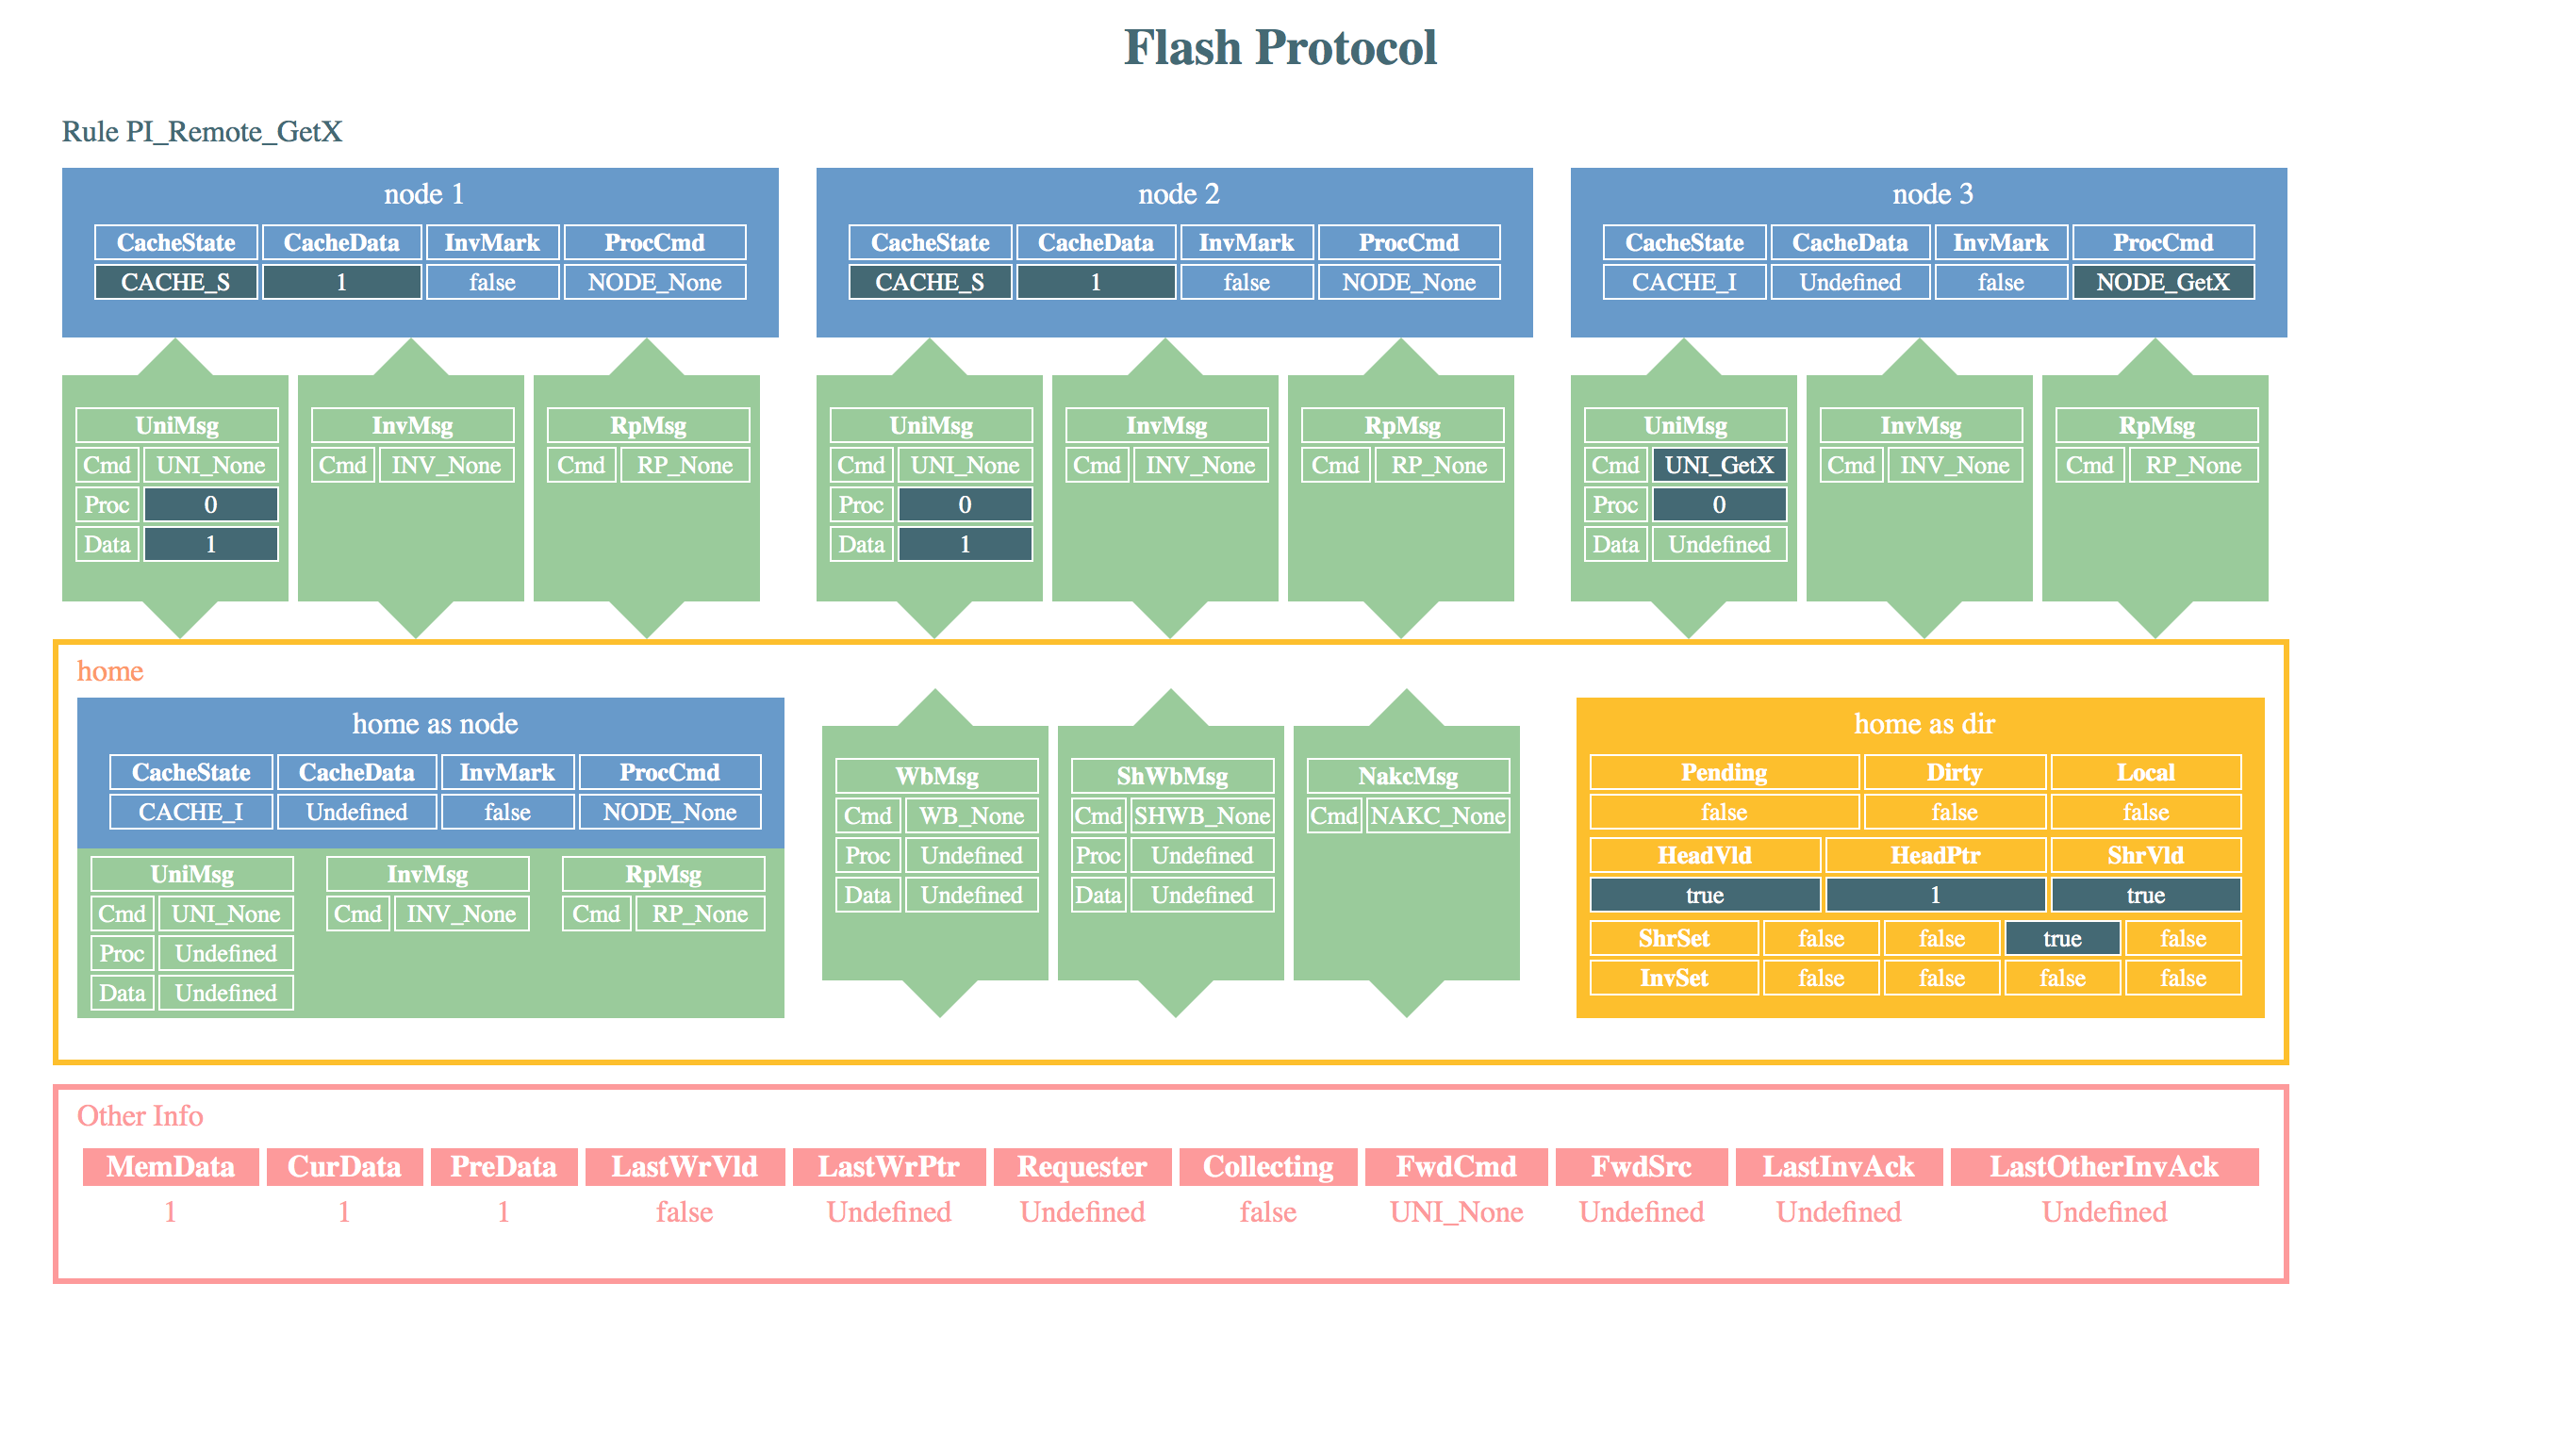 Flash Protocol
Rule PI_Remote_GetX
node 1 node 2 node 3
CacheState CacheData InvMark ProcCmd CacheState CacheData InvMark ProcCmd CacheState CacheData InvMark ProcCmd
CACHE_S 1 false NODE_None CACHE_S 1 false NODE_None CACHE_I Undefined false NODE_GetX
UniMsg InvMsg RpMsg UniMsg InvMsg RpMsg UniMsg InvMsg RpMsg
Cmd UNI_None Cmd INV_None Cmd RP_None Cmd UNI_None Cmd INV_None Cmd RP_None Cmd UNI_GetX Cmd INV_None Cmd RP_None
Proc 0 Proc 0 Proc 0
Data 1 Data 1 Data Undefined
home
home as node home as dir
CacheState CacheData InvMark ProcCmd WbMsg ShWbMsg NakcMsg Pending Dirty Local
CACHE_I Undefined false NODE_None Cmd WB_None Cmd SHWB_None Cmd NAKC_None false false false
Proc Undefined Proc Undefined HeadVld HeadPtr ShrVld
UniMsg InvMsg RpMsg Data Undefined Data Undefined true 1 true
Cmd UNI_None Cmd INV_None Cmd RP_None ShrSet false false true false
Proc Undefined InvSet false false false false
Data Undefined
Other Info
MemData CurData PreData LastWrVld LastWrPtr Requester Collecting FwdCmd FwdSrc LastInvAck LastOtherInvAck
1 1 1 false Undefined Undefined false UNI_None Undefined Undefined Undefined